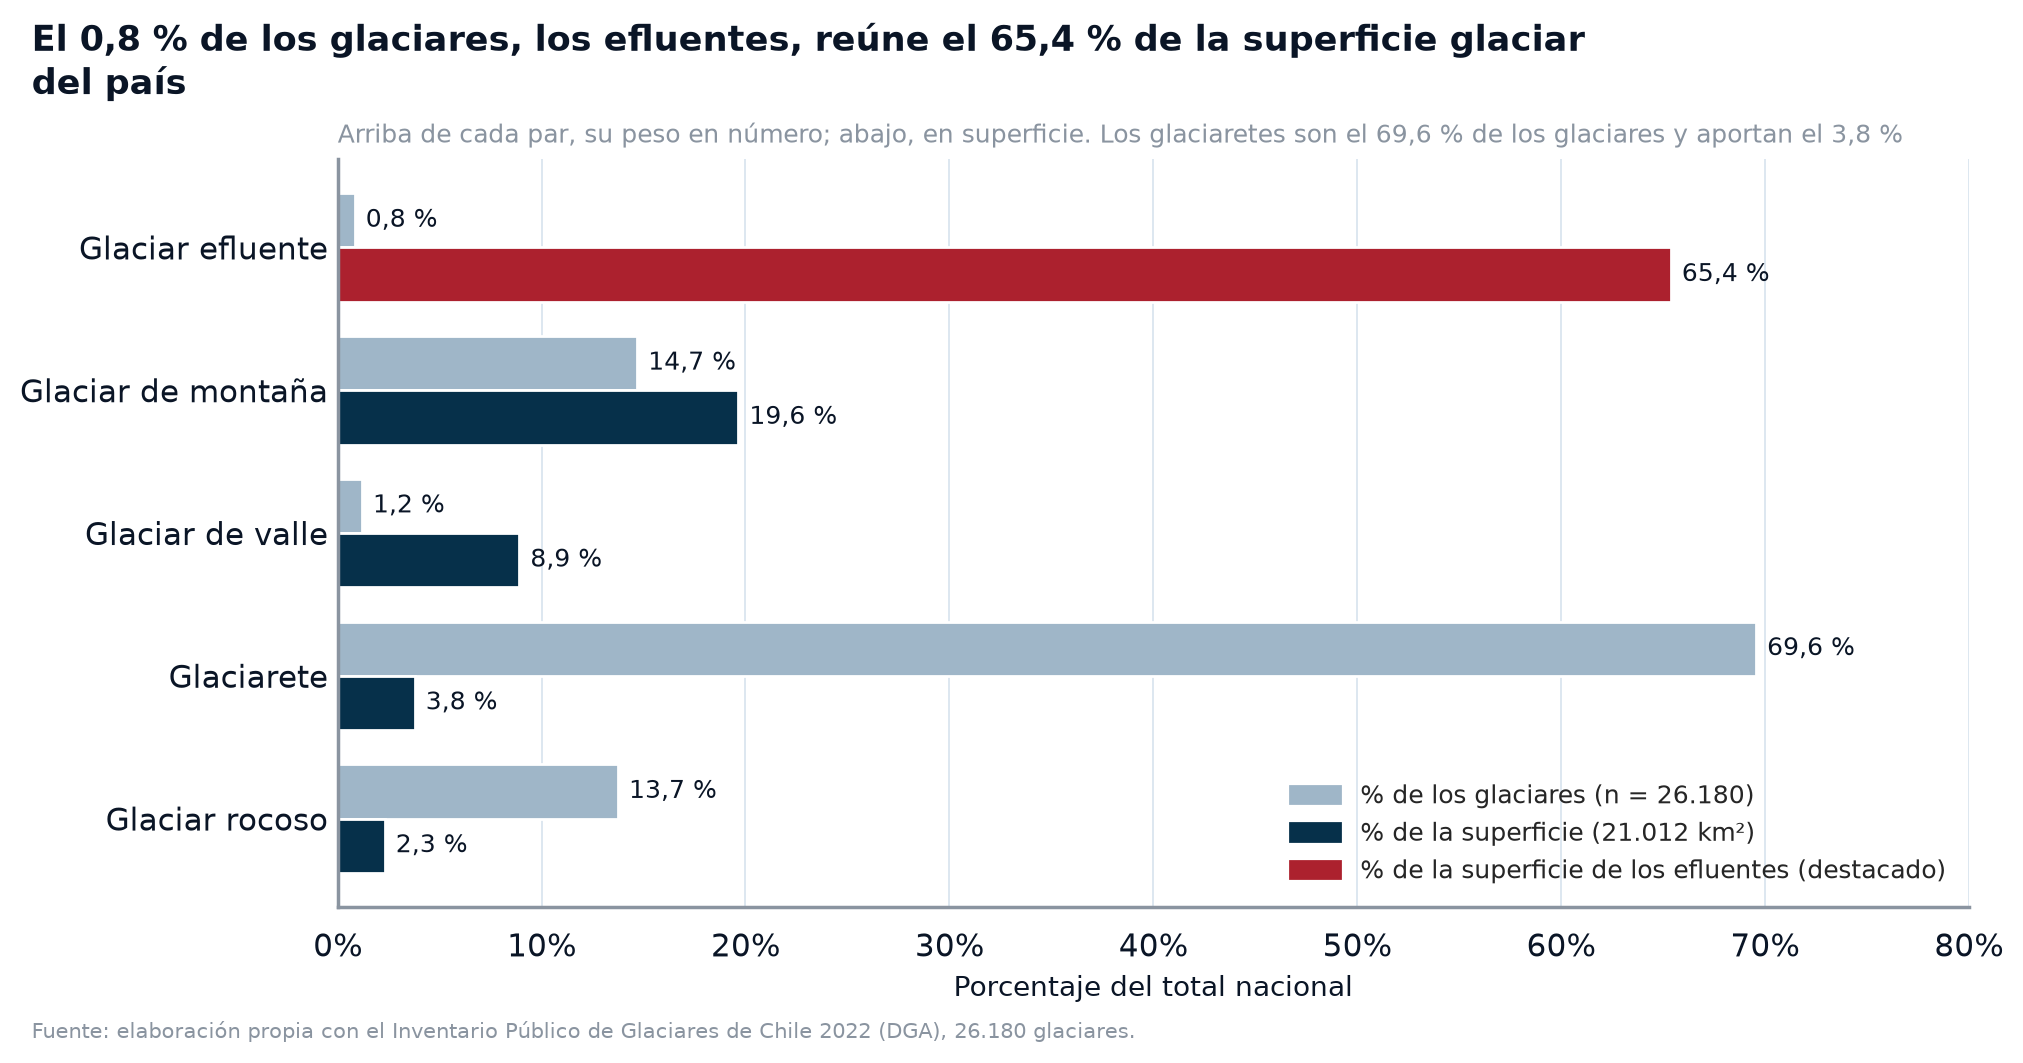 El 0,8 % de los glaciares, los efluentes, reúne el 65,4 % de la superficie glaciar
del país
Arriba de cada par, su peso en número; abajo, en superficie. Los glaciaretes son el 69,6 % de los glaciares y aportan el 3,8 %
Glaciar efluente
0,8 %
65,4 %
Glaciar de montaña
14,7 %
19,6 %
Glaciar de valle
1,2 %
8,9 %
Glaciarete
69,6 %
3,8 %
Glaciar rocoso
13,7 %
2,3 %
% de los glaciares (n = 26.180)
% de la superficie (21.012 km²)
% de la superficie de los efluentes (destacado)
0% 10% 20% 30% 40% 50% 60% 70% 80%
Porcentaje del total nacional
Fuente: elaboración propia con el Inventario Público de Glaciares de Chile 2022 (DGA), 26.180 glaciares.